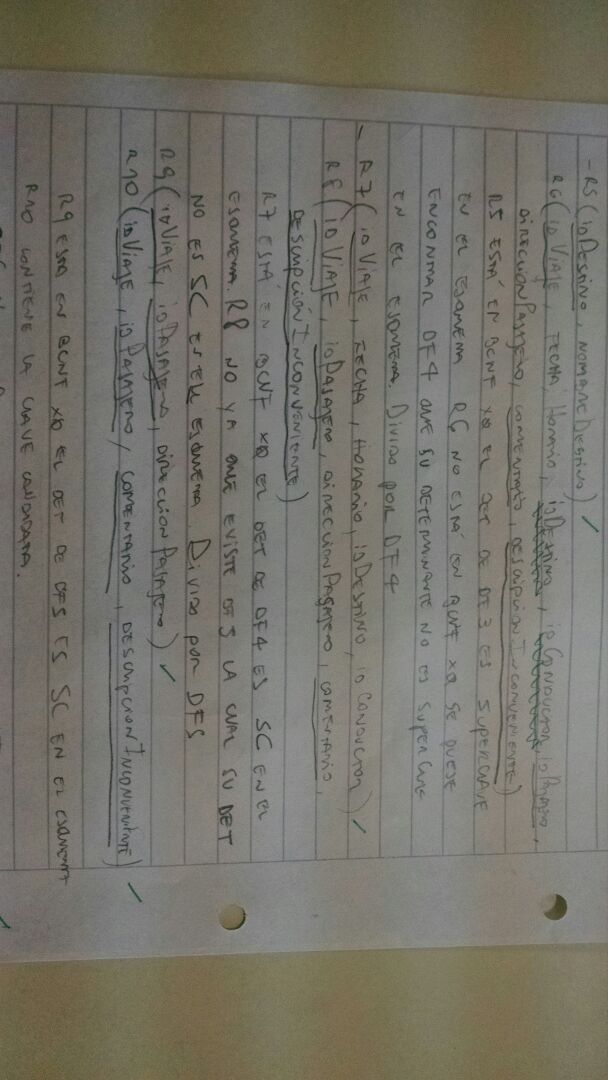 - R5 (idDestino, NombreDestino) ✓
R6 (idViaje, Fecha, Horario, idDestino, idConductor, idPasajero,
DirecciónPasajero, comentario, descripciónInconveniente)
R5 está en BCNF xq el det de DF3 es superclave
en el esquema R6 no está en BCNF xq se puede
encontrar DF4 que su determinante no es superclave
en el esquema. Divido por DF4
- R7 (idViaje, Fecha, Horario, idDestino, idConductor) ✓
R8 (idViaje, idPasajero, direccionPasajero, comentario,
descripciónInconveniente)
R7 está en BCNF xq el det de DF4 es SC en el
esquema. R8 no ya que existe DF5 la cual su det
no es SC es el esquema. Divido por DF5
R9 (idViaje, idPasajero, direccionPasajero) ✓
R10 (idViaje, idPasajero, comentario, descripcionInconveniente) ✓
R9 está en BCNF xq el det de DF5 es SC en el esquema
R10 contiene la clave candidata.